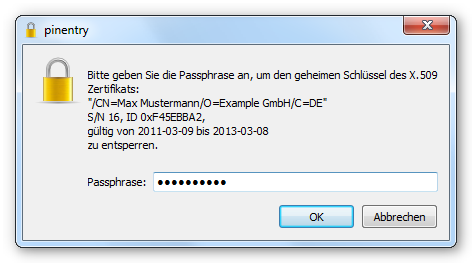 pinentry
Bitte geben Sie die Passphrase an, um den geheimen Schlüssel des X.509
Zertifikats:
"/CN=Max Mustermann/O=Example GmbH/C=DE"
S/N 16, ID 0xF45EBBA2,
gültig von 2011-03-09 bis 2013-03-08
zu entsperren.
Passphrase: ●●●●●●●●●●
OK Abbrechen